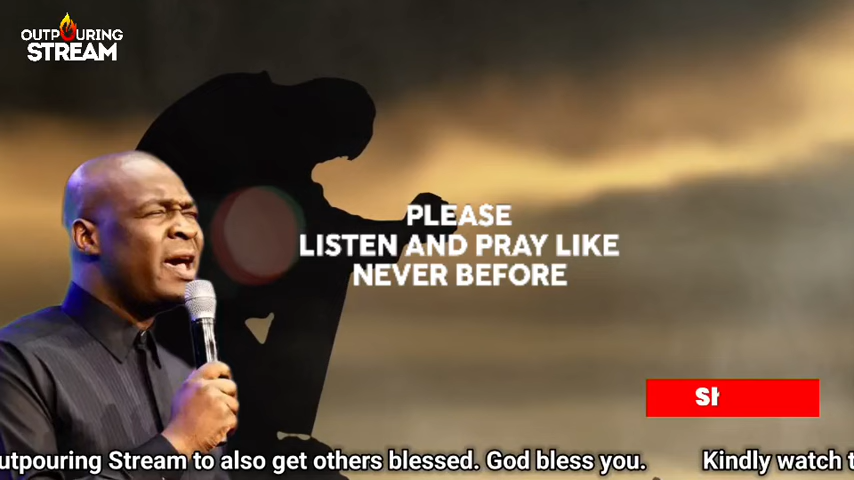 OUTPOURING
STREAM
PLEASE
LISTEN AND PRAY LIKE
NEVER BEFORE
utpouring Stream to also get others blessed. God bless you. Kindly watch t